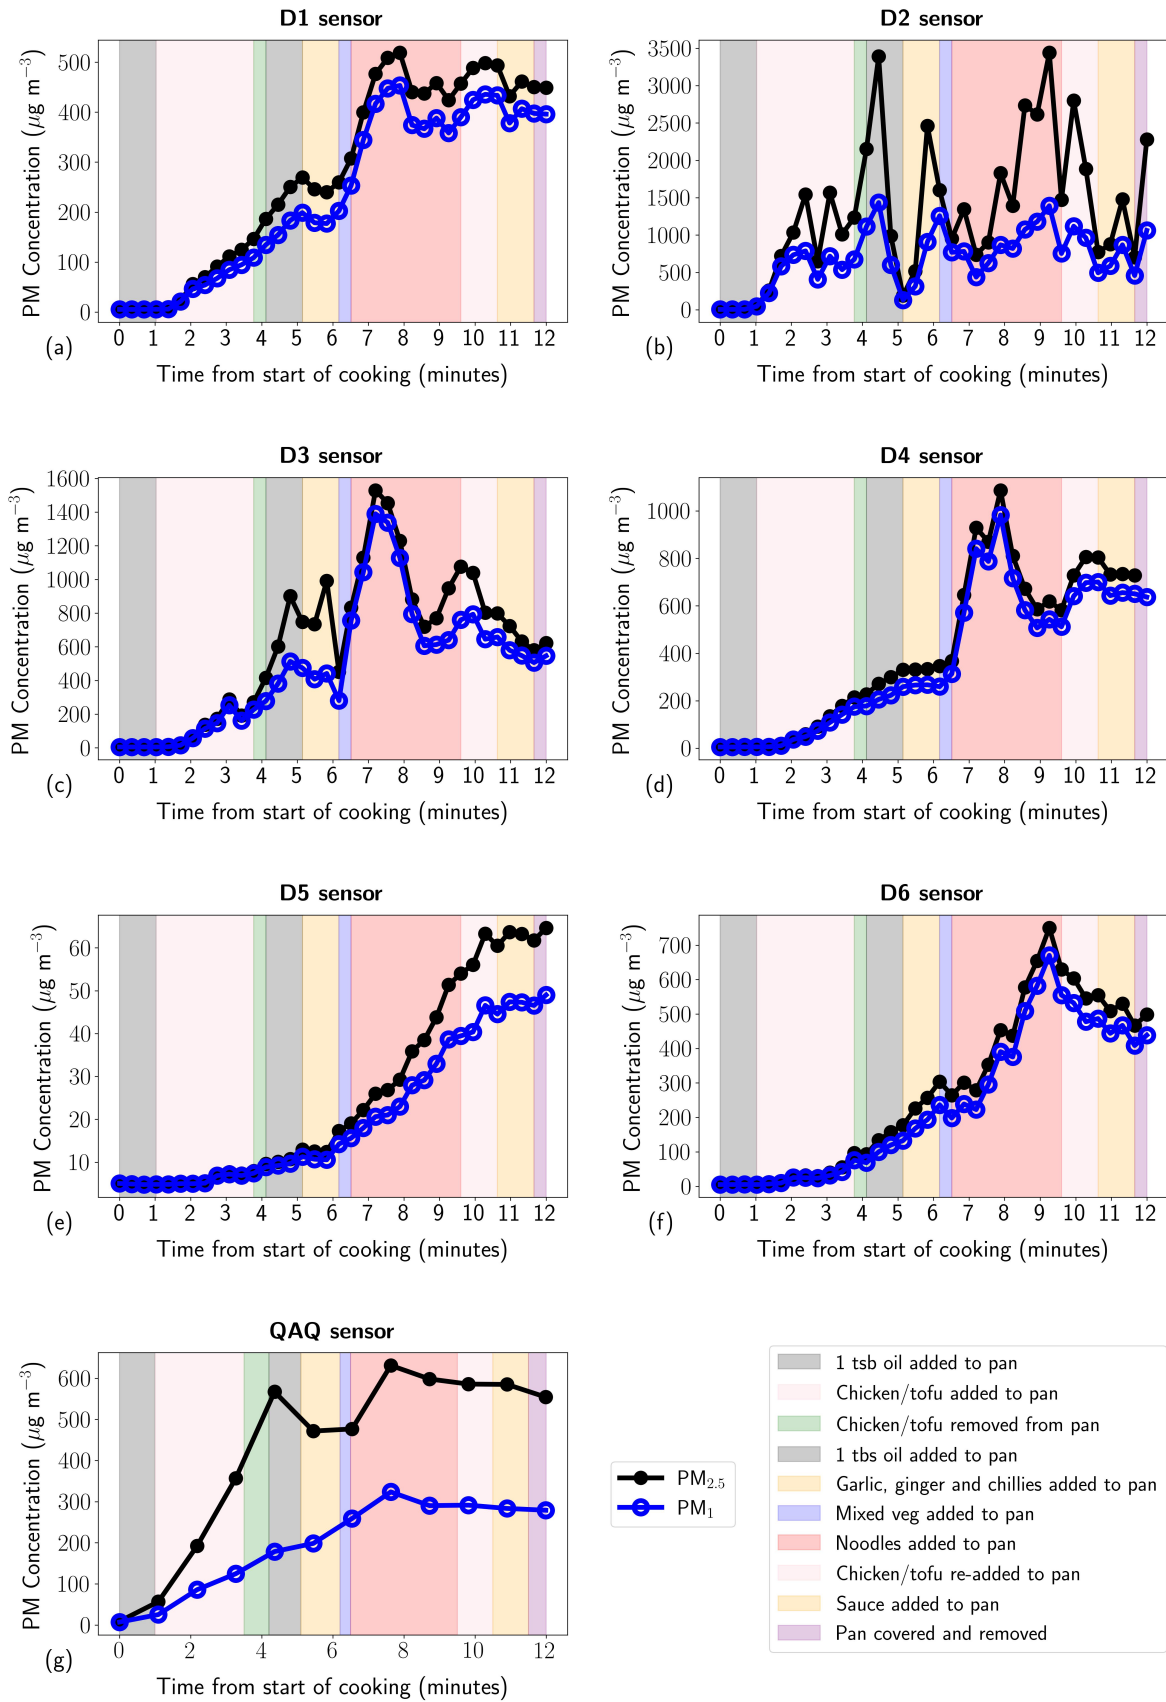 D1 sensor
PM Concentration (μg m⁻³)
500
400
300
200
100
0
0 1 2 3 4 5 6 7 8 9 10 11 12
(a)
Time from start of cooking (minutes)
D2 sensor
PM Concentration (μg m⁻³)
3500
3000
2500
2000
1500
1000
500
0
0 1 2 3 4 5 6 7 8 9 10 11 12
(b)
Time from start of cooking (minutes)
D3 sensor
PM Concentration (μg m⁻³)
1600
1400
1200
1000
800
600
400
200
0
0 1 2 3 4 5 6 7 8 9 10 11 12
(c)
Time from start of cooking (minutes)
D4 sensor
PM Concentration (μg m⁻³)
1000
800
600
400
200
0
0 1 2 3 4 5 6 7 8 9 10 11 12
(d)
Time from start of cooking (minutes)
D5 sensor
PM Concentration (μg m⁻³)
60
50
40
30
20
10
0 1 2 3 4 5 6 7 8 9 10 11 12
(e)
Time from start of cooking (minutes)
D6 sensor
PM Concentration (μg m⁻³)
700
600
500
400
300
200
100
0
0 1 2 3 4 5 6 7 8 9 10 11 12
(f)
Time from start of cooking (minutes)
QAQ sensor
PM Concentration (μg m⁻³)
600
500
400
300
200
100
0
0 2 4 6 8 10 12
(g)
Time from start of cooking (minutes)
PM₂.₅
PM₁
1 tsb oil added to pan
Chicken/tofu added to pan
Chicken/tofu removed from pan
1 tbs oil added to pan
Garlic, ginger and chillies added to pan
Mixed veg added to pan
Noodles added to pan
Chicken/tofu re-added to pan
Sauce added to pan
Pan covered and removed